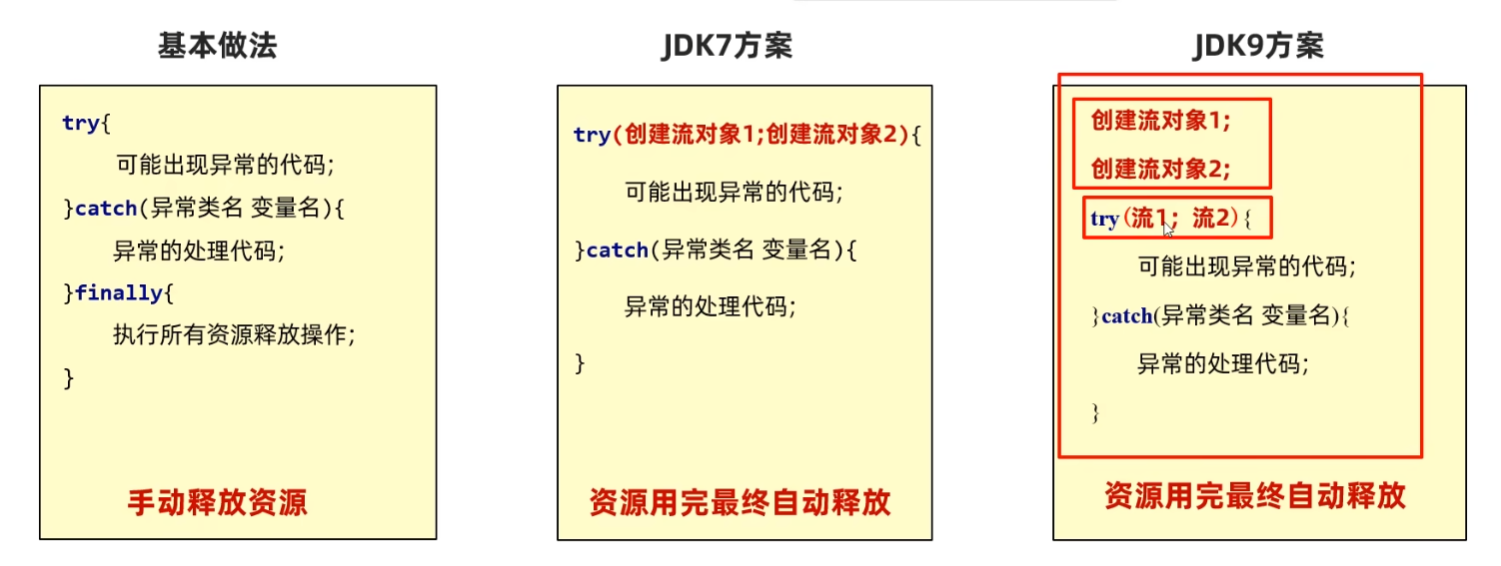 基本做法
try{
可能出现异常的代码;
}catch(异常类名 变量名){
异常的处理代码;
}finally{
执行所有资源释放操作;
}
手动释放资源
JDK7方案
try(创建流对象1;创建流对象2){
可能出现异常的代码;
}catch(异常类名 变量名){
异常的处理代码;
}
资源用完最终自动释放
JDK9方案
创建流对象1;
创建流对象2;
try(流1；流2){
可能出现异常的代码;
}catch(异常类名 变量名){
异常的处理代码;
}
资源用完最终自动释放